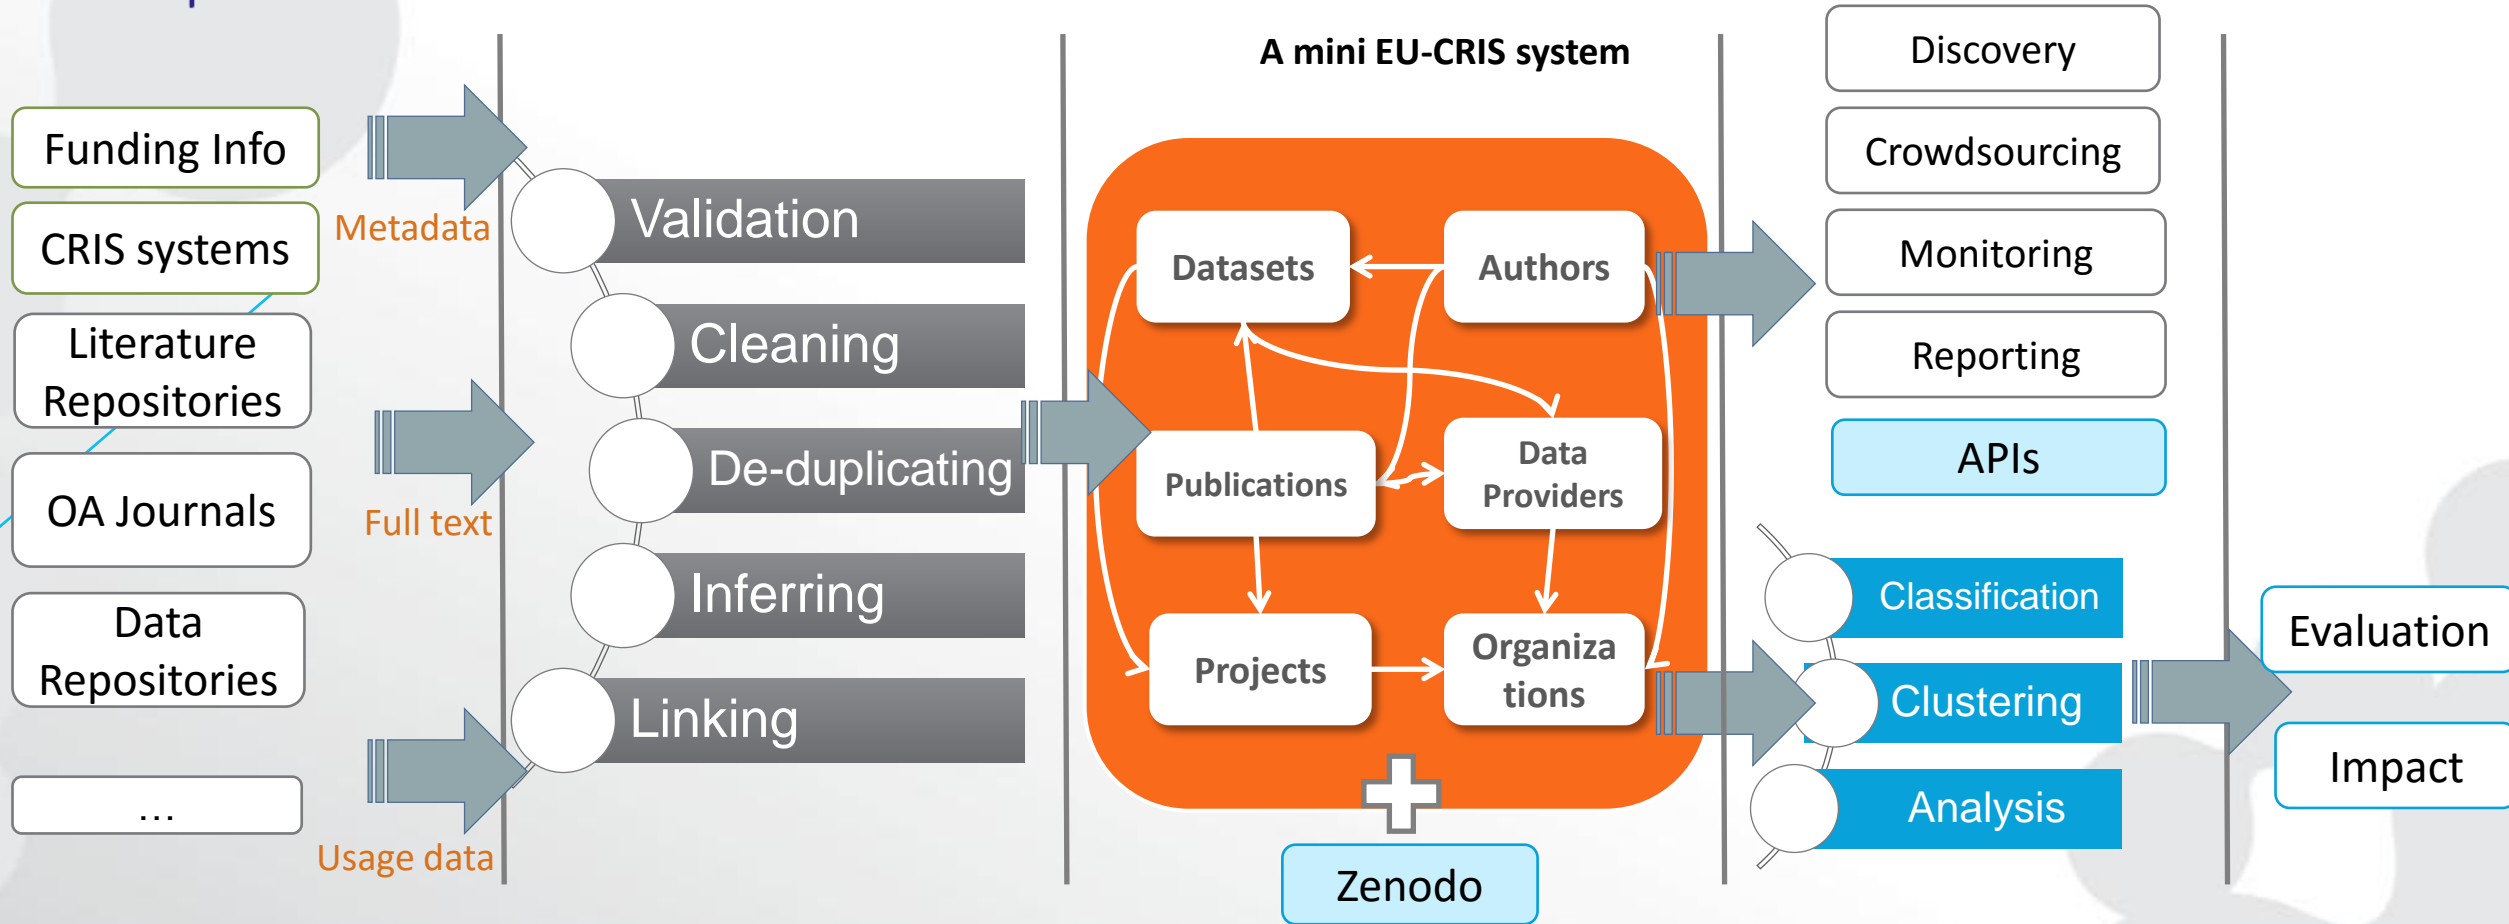 Funding Info
CRIS systems
Literature
Repositories
OA Journals
Data
Repositories
...
Metadata
Full text
Usage data
Validation
Cleaning
De-duplicating
Inferring
Linking
A mini EU-CRIS system
Datasets
Authors
Publications
Data
Providers
Projects
Organiza
tions
Zenodo
Discovery
Crowdsourcing
Monitoring
Reporting
APIs
Classification
Clustering
Analysis
Evaluation
Impact